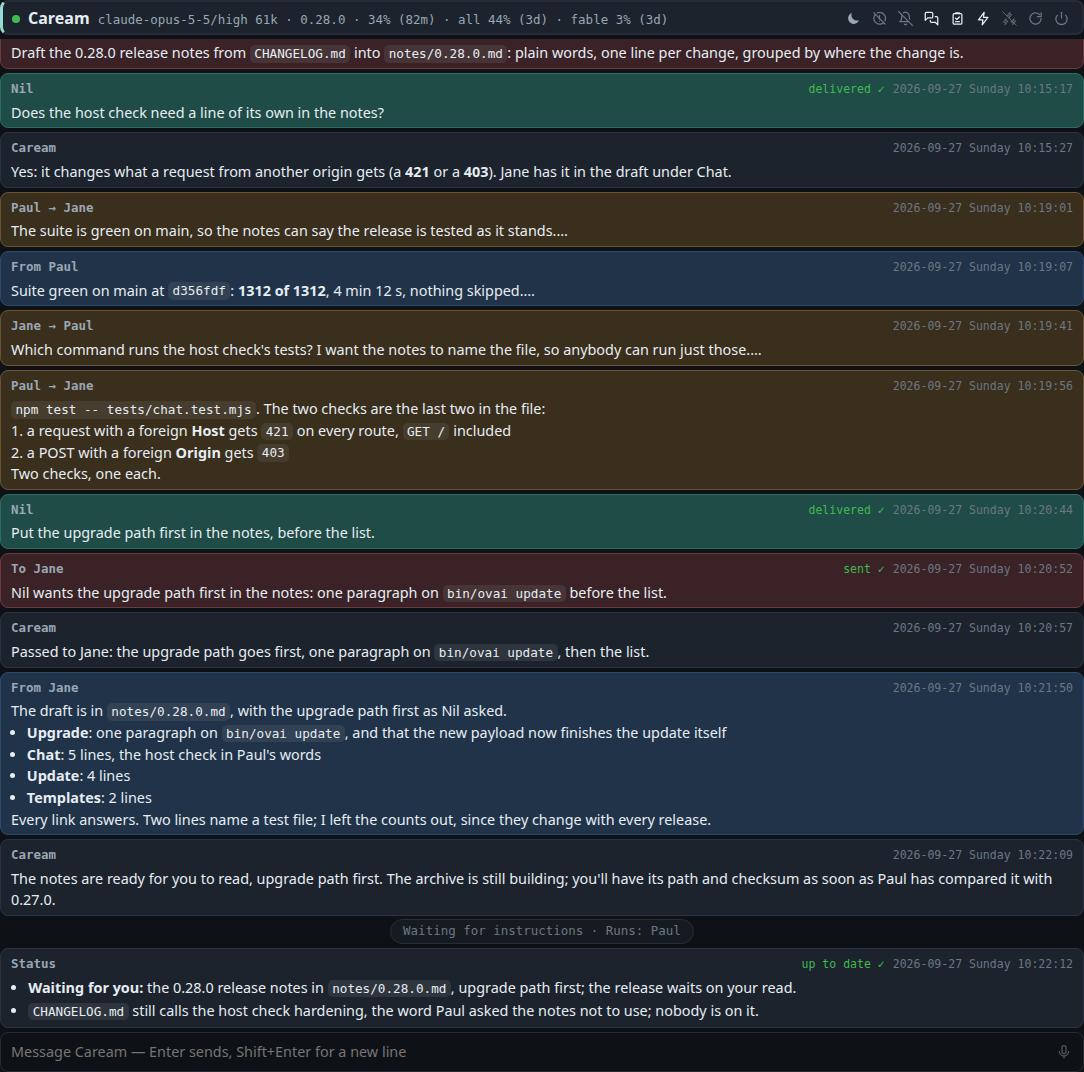 Caream claude-opus-5-5/high 61k · 0.28.0 · 34% (82m) · all 44% (3d) · fable 3% (3d)
Draft the 0.28.0 release notes from CHANGELOG.md into notes/0.28.0.md: plain words, one line per change, grouped by where the change is.
Nil delivered ✓ 2026-09-27 Sunday 10:15:17
Does the host check need a line of its own in the notes?
Caream 2026-09-27 Sunday 10:15:27
Yes: it changes what a request from another origin gets (a 421 or a 403). Jane has it in the draft under Chat.
Paul → Jane 2026-09-27 Sunday 10:19:01
The suite is green on main, so the notes can say the release is tested as it stands....
From Paul 2026-09-27 Sunday 10:19:07
Suite green on main at d356fdf: 1312 of 1312, 4 min 12 s, nothing skipped....
Jane → Paul 2026-09-27 Sunday 10:19:41
Which command runs the host check's tests? I want the notes to name the file, so anybody can run just those....
Paul → Jane 2026-09-27 Sunday 10:19:56
npm test -- tests/chat.test.mjs. The two checks are the last two in the file:
1. a request with a foreign Host gets 421 on every route, GET / included
2. a POST with a foreign Origin gets 403
Two checks, one each.
Nil delivered ✓ 2026-09-27 Sunday 10:20:44
Put the upgrade path first in the notes, before the list.
To Jane sent ✓ 2026-09-27 Sunday 10:20:52
Nil wants the upgrade path first in the notes: one paragraph on bin/ovai update before the list.
Caream 2026-09-27 Sunday 10:20:57
Passed to Jane: the upgrade path goes first, one paragraph on bin/ovai update, then the list.
From Jane 2026-09-27 Sunday 10:21:50
The draft is in notes/0.28.0.md, with the upgrade path first as Nil asked.
• Upgrade: one paragraph on bin/ovai update, and that the new payload now finishes the update itself
• Chat: 5 lines, the host check in Paul's words
• Update: 4 lines
• Templates: 2 lines
Every link answers. Two lines name a test file; I left the counts out, since they change with every release.
Caream 2026-09-27 Sunday 10:22:09
The notes are ready for you to read, upgrade path first. The archive is still building; you'll have its path and checksum as soon as Paul has compared it with
0.27.0.
Waiting for instructions · Runs: Paul
Status up to date ✓ 2026-09-27 Sunday 10:22:12
• Waiting for you: the 0.28.0 release notes in notes/0.28.0.md, upgrade path first; the release waits on your read.
• CHANGELOG.md still calls the host check hardening, the word Paul asked the notes not to use; nobody is on it.
Message Caream — Enter sends, Shift+Enter for a new line